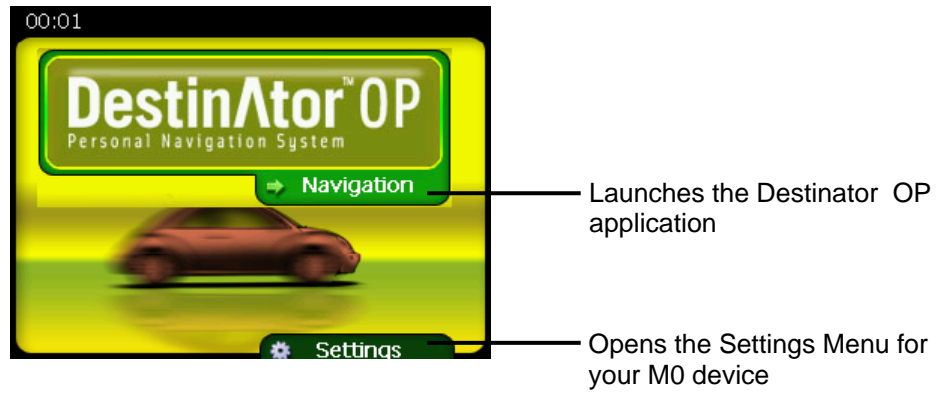 00:01
DestinAtor™ OP
Personal Navigation System
Navigation
Launches the Destinator OP
application
Settings
Opens the Settings Menu for
your M0 device